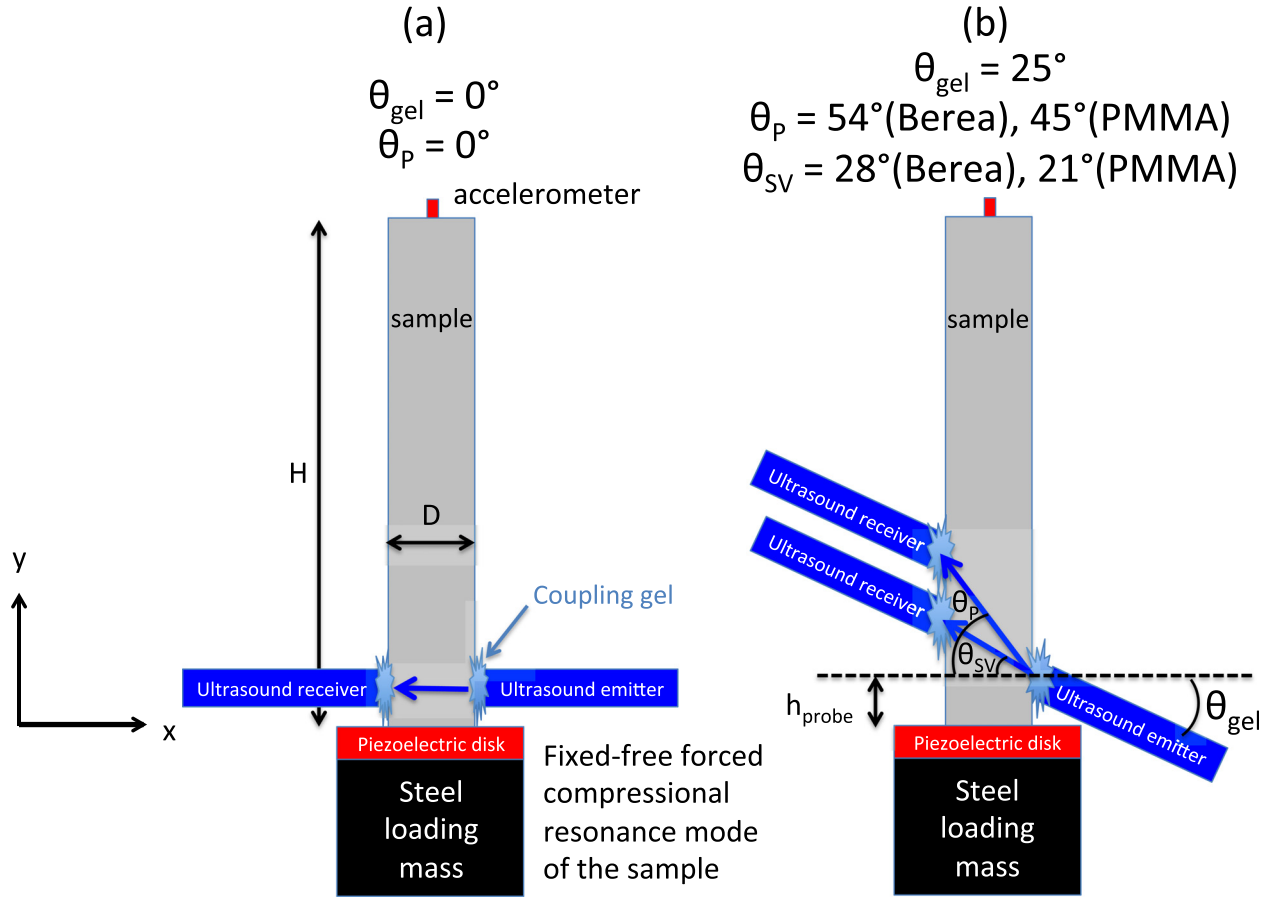 (a)
θgel = 0°
θP = 0°
accelerometer
sample
H
D
Coupling gel
Ultrasound receiver
Ultrasound emitter
y
x
Piezoelectric disk
Steel
loading
mass
Fixed-free forced
compressional
resonance mode
of the sample
(b)
θgel = 25°
θP = 54°(Berea), 45°(PMMA)
θSV = 28°(Berea), 21°(PMMA)
sample
Ultrasound receiver
Ultrasound receiver
θP
θSV
hprobe
θgel
Ultrasound emitter
Piezoelectric disk
Steel
loading
mass